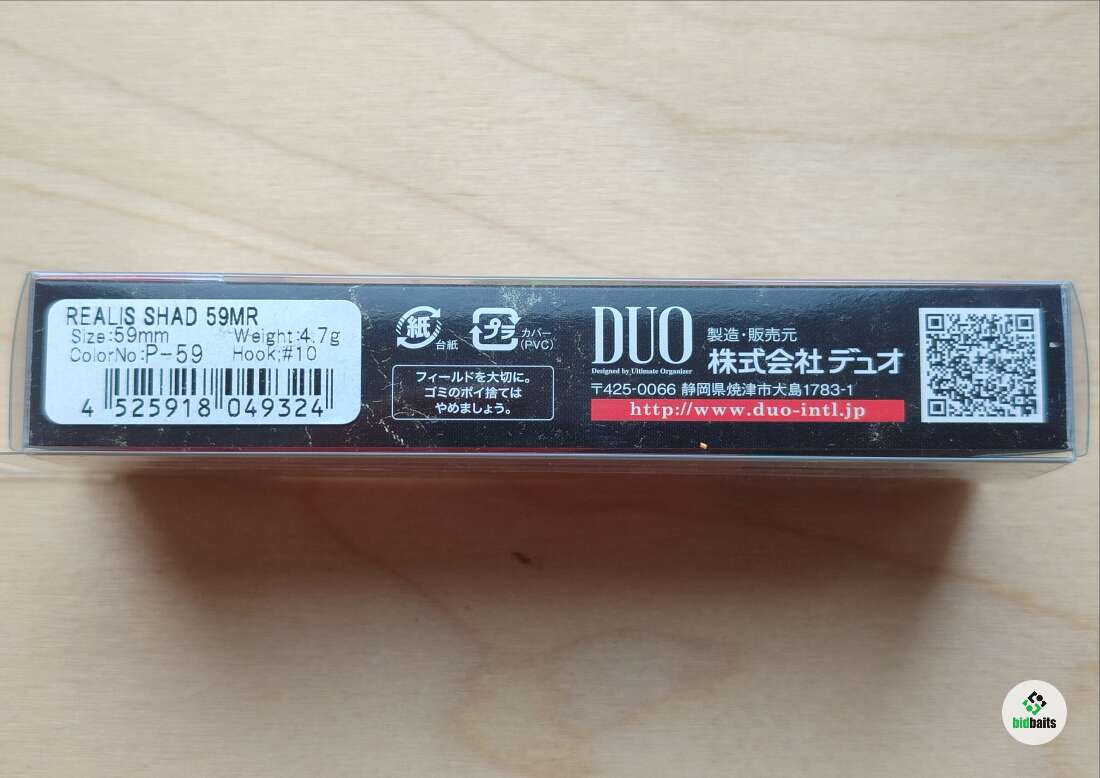 REALIS SHAD 59MR
Size:59mm Weight:4.7g
ColorNo:P-59 Hook:#10
4 525918 049324
紙
台紙
プラ
カバー
(PVC)
フィールドを大切に。
ゴミのポイ捨ては
やめましょう。
DUO
Designed by Ultimate Organizer
製造・販売元
株式会社デュオ
〒425-0066 静岡県焼津市大島1783-1
http://www.duo-intl.jp
bidbaits